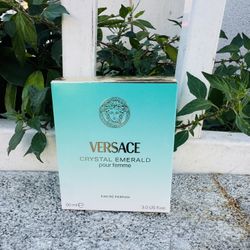 VERSACE
CRYSTAL EMERALD
pour femme
EAU DE PARFUM
90 ml ℮ 3.0 US fl.oz.